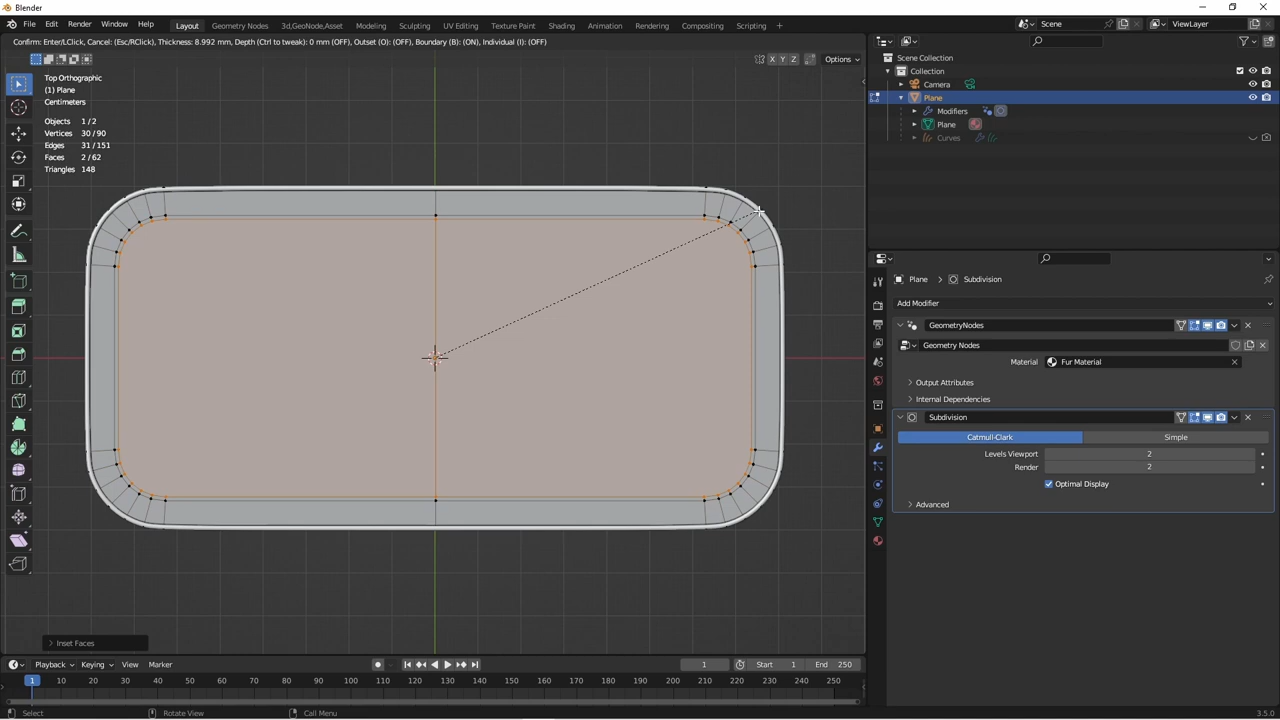 Blender
File Edit Render Window Help
Layout Geometry Nodes 3d,GeoNode,Asset Modeling Sculpting UV Editing Texture Paint Shading Animation Rendering Compositing Scripting
Scene
ViewLayer
Confirm: Enter/LClick, Cancel: (Esc/RClick), Thickness: 8.992 mm, Depth (Ctrl to tweak): 0 mm (OFF), Outset (O): (OFF), Boundary (B): (ON), Individual (I): (OFF)
X Y Z
Options
Top Orthographic
(1) Plane
Centimeters
Objects 1/2
Vertices 30/90
Edges 31/151
Faces 2/62
Triangles 148
Scene Collection
Collection
Camera
Plane
Modifiers
Plane
Curves
Plane > Subdivision
Add Modifier
GeometryNodes
Geometry Nodes
Material Fur Material
Output Attributes
Internal Dependencies
Subdivision
Catmull-Clark Simple
Levels Viewport 2
Render 2
Optimal Display
Advanced
Inset Faces
Playback Keying View Marker
1 Start 1 End 250
1 10 20 30 40 50 60 70 80 90 100 110 120 130 140 150 160 170 180 190 200 210 220 230 240 250
Select Rotate View Call Menu 3.5.0